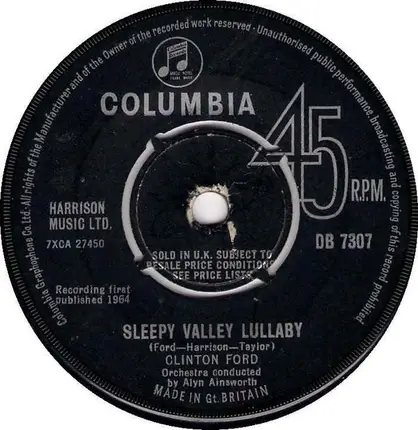 Columbia Graphophone Co. Ltd. All rights of the Manufacturer and of the Owner of the recorded work reserved - Unauthorised public performance, broadcasting and copying of this record prohibited
COLUMBIA
45
R.P.M.
HARRISON
MUSIC LTD.
7XCA 27450
DB 7307
SOLD IN U.K. SUBJECT TO
RESALE PRICE CONDITIONS
SEE PRICE LISTS
Recording first
published 1964
SLEEPY VALLEY LULLABY
(Ford—Harrison—Taylor)
CLINTON FORD
Orchestra conducted
by Alyn Ainsworth
MADE IN Gt. BRITAIN